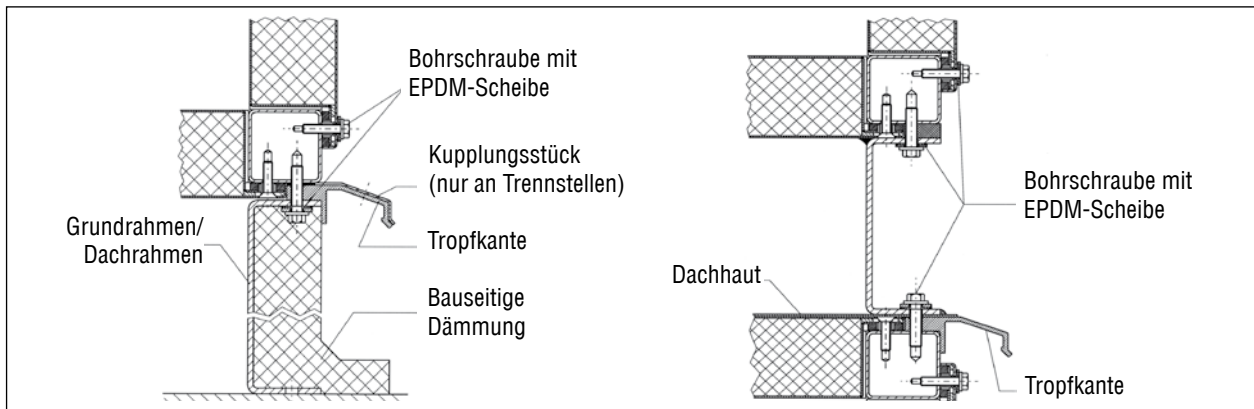 Bohrschraube mit
EPDM-Scheibe
Kupplungsstück
(nur an Trennstellen)
Grundrahmen/
Dachrahmen
Tropfkante
Bauseitige
Dämmung
Bohrschraube mit
EPDM-Scheibe
Dachhaut
Tropfkante